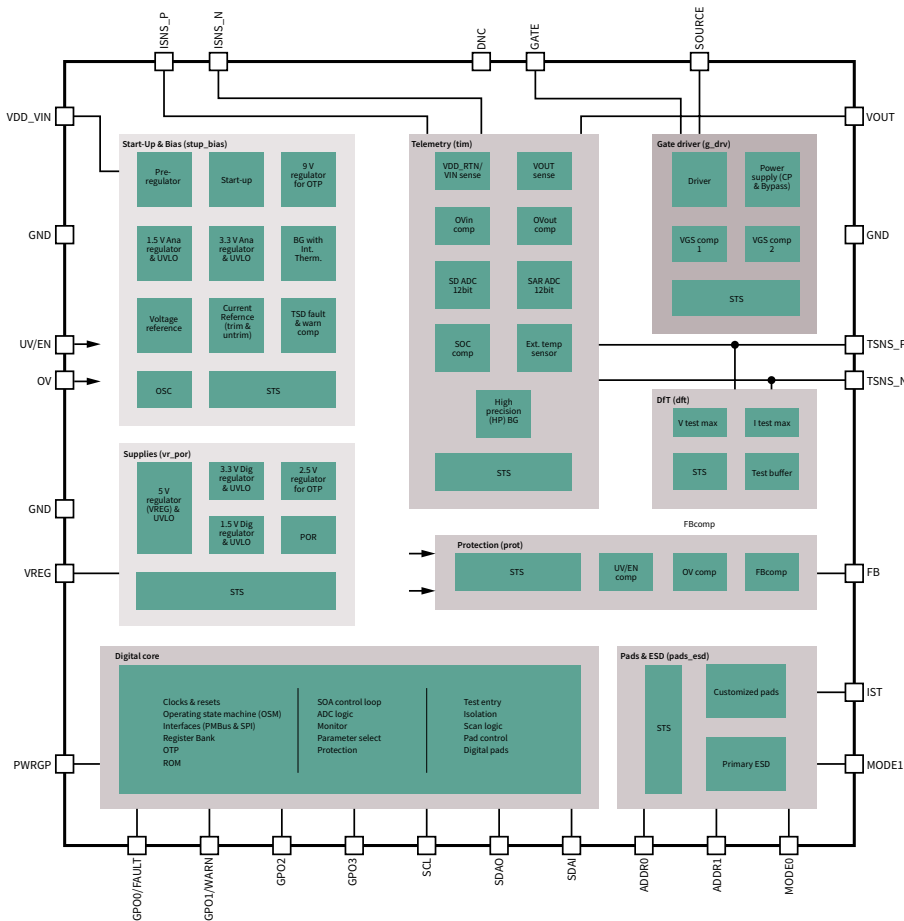 ISNS_P
ISNS_N
DNC
GATE
SOURCE
VDD_VIN
GND
UV/EN
OV
GND
VREG
PWRGP
VOUT
GND
TSNS_P
TSNS_N
FB
IST
MODE1
Start-Up & Bias (stup_bias)
Pre-
regulator
Start-up
9 V
regulator
for OTP
1.5 V Ana
regulator
& UVLO
3.3 V Ana
regulator
& UVLO
BG with
Int.
Therm.
Voltage
reference
Current
Refernce
(trim &
untrim)
TSD fault
& warn
comp
OSC
STS
Telemetry (tim)
VDD_RTN/
VIN sense
VOUT
sense
OVin
comp
OVout
comp
SD ADC
12bit
SAR ADC
12bit
SOC
comp
Ext. temp
sensor
High
precision
(HP) BG
STS
Gate driver (g_drv)
Driver
Power
supply (CP
& Bypass)
VGS comp
1
VGS comp
2
STS
DfT (dft)
V test max
I test max
STS
Test buffer
Supplies (vr_por)
5 V
regulator
(VREG) &
UVLO
3.3 V Dig
regulator
& UVLO
2.5 V
regulator
for OTP
1.5 V Dig
regulator
& UVLO
POR
STS
FBcomp
Protection (prot)
STS
UV/EN
comp
OV comp
FBcomp
Digital core
Clocks & resets
Operating state machine (OSM)
Interfaces (PMBus & SPI)
Register Bank
OTP
ROM
SOA control loop
ADC logic
Monitor
Parameter select
Protection
Test entry
Isolation
Scan logic
Pad control
Digital pads
Pads & ESD (pads_esd)
STS
Customized pads
Primary ESD
GPO0/FAULT
GPO1/WARN
GPO2
GPO3
SCL
SDAO
SDAI
ADDR0
ADDR1
MODE0